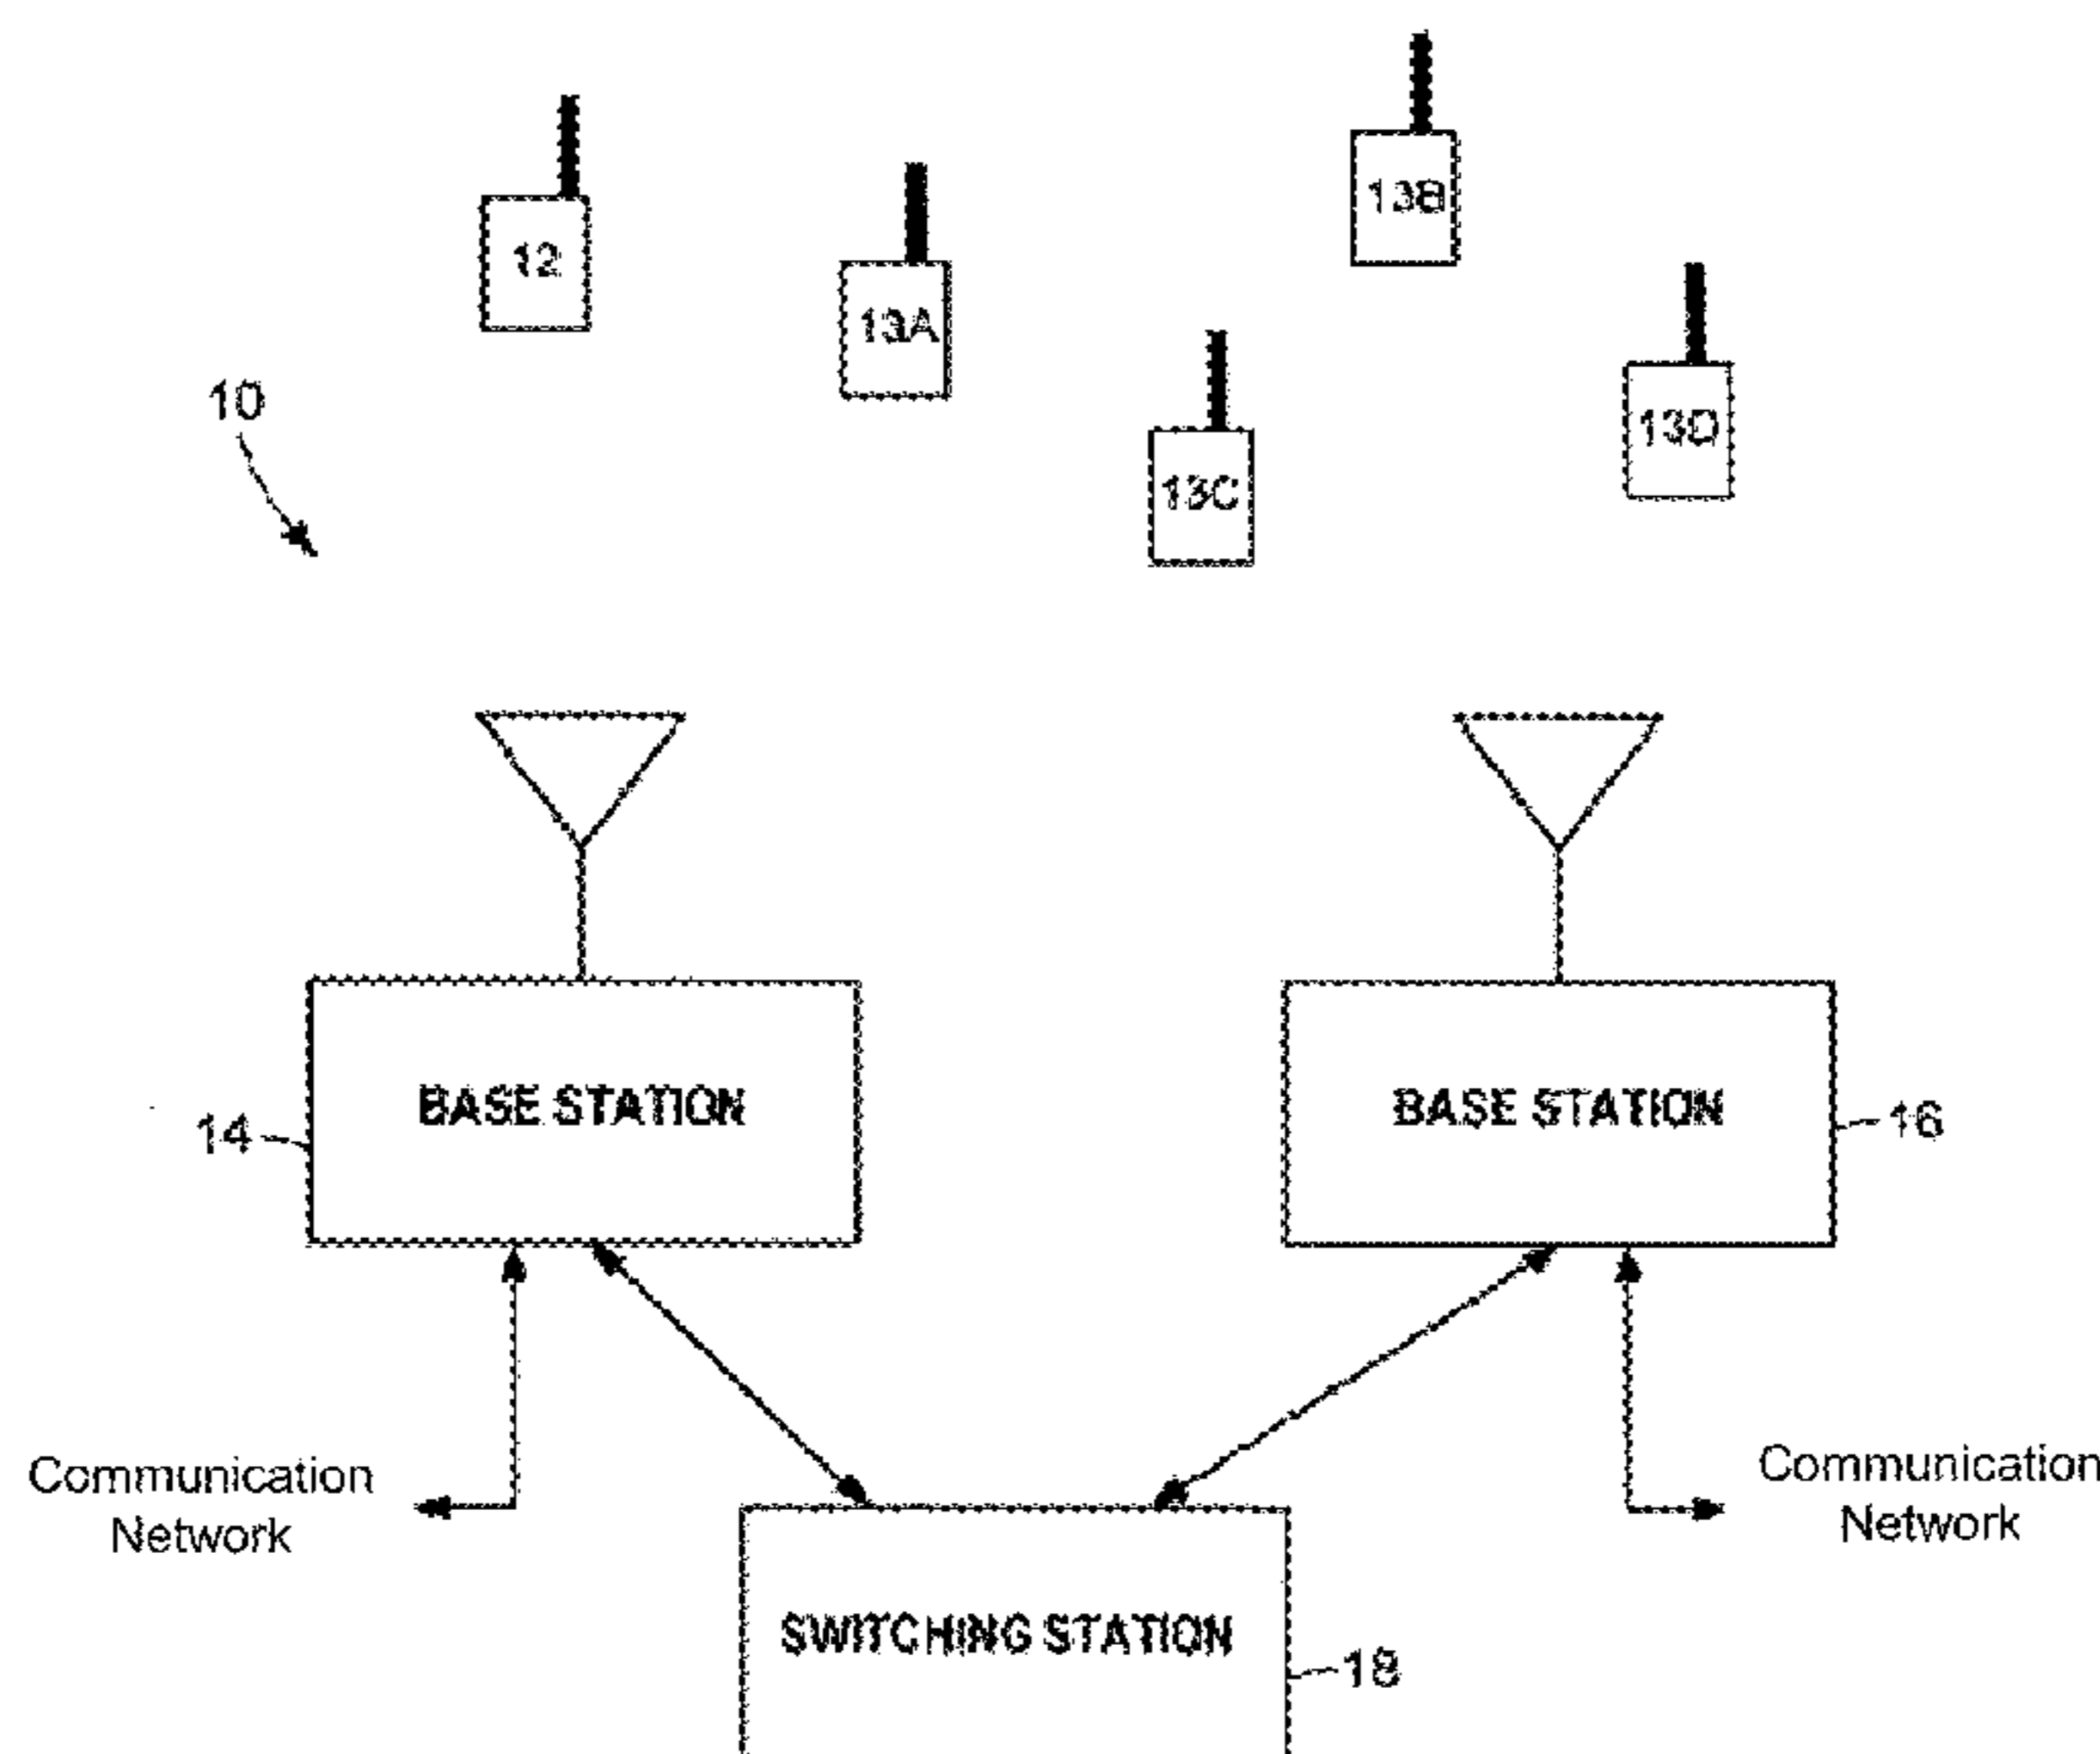 12
13A
13B
13C
13D
10
BASE STATION
14
BASE STATION
16
Communication
Network
Communication
Network
SWITCHING STATION
18